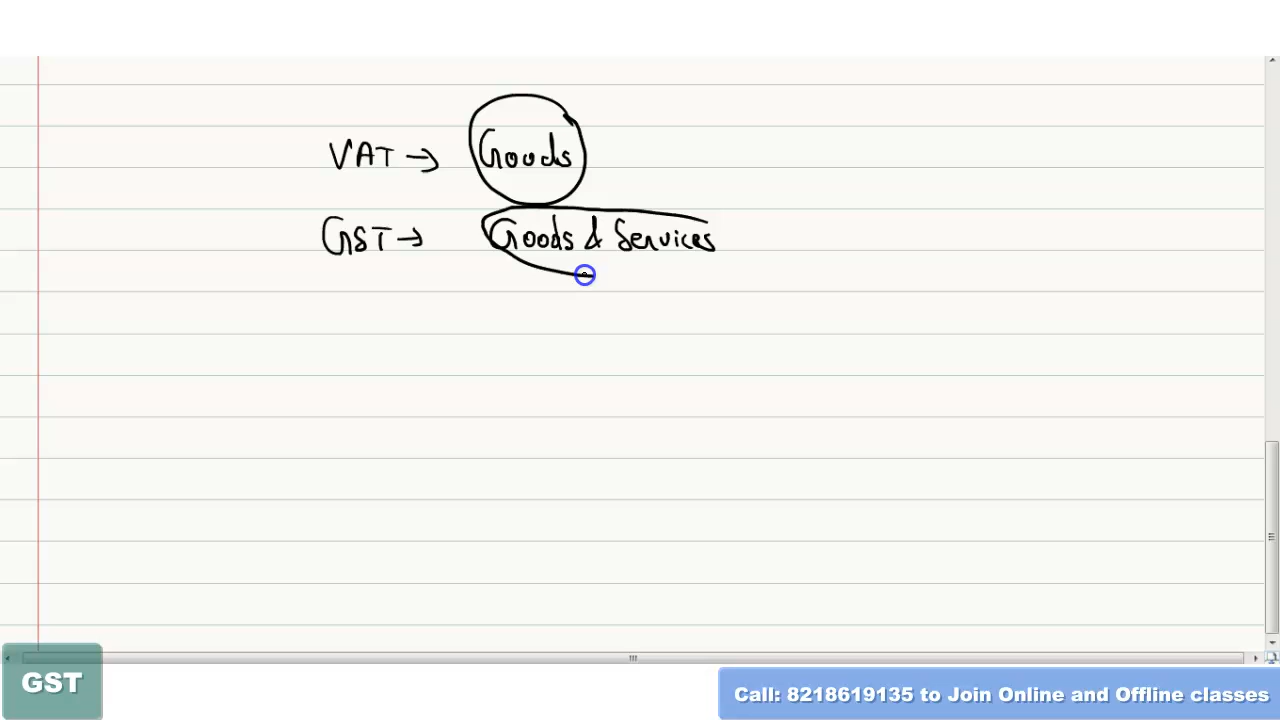 VAT → Goods
GST → Goods & Services
GST
Call: 8218619135 to Join Online and Offline classes